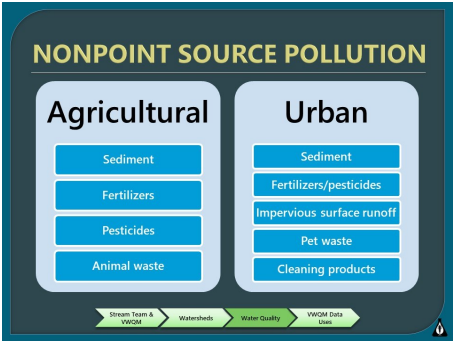 NONPOINT SOURCE POLLUTION
Agricultural
Sediment
Fertilizers
Pesticides
Animal waste
Urban
Sediment
Fertilizers/pesticides
Impervious surface runoff
Pet waste
Cleaning products
Stream Team &
VWQM
Watersheds
Water Quality
VWQM Data
Uses